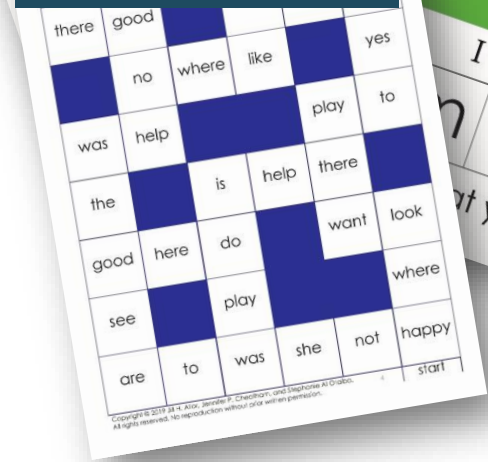 there good
no where like yes
was help play to
the is help there
good here do want look
see play where
are to was she not happy
start
Copyright © 2019 Jill H. Allor, Jennifer P. Cheatham, and Stephanie Al Otaiba.
All rights reserved. No reproduction without prior written permission.
I